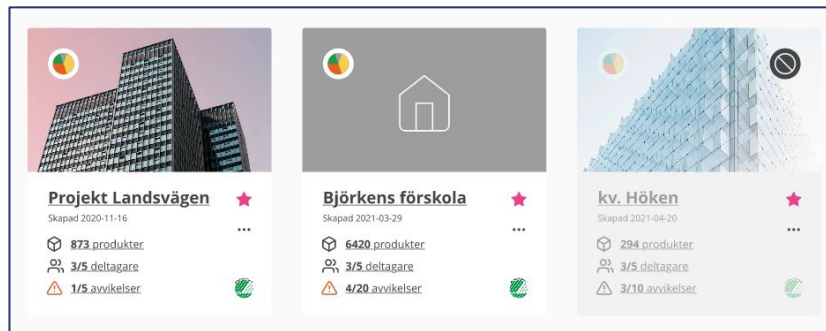 Projekt Landsvägen
Skapad 2020-11-16
873 produkter
3/5 deltagare
1/5 avvikelser
Björkens förskola
Skapad 2021-03-29
6420 produkter
3/5 deltagare
4/20 avvikelser
kv. Höken
Skapad 2021-04-20
294 produkter
3/5 deltagare
3/10 avvikelser